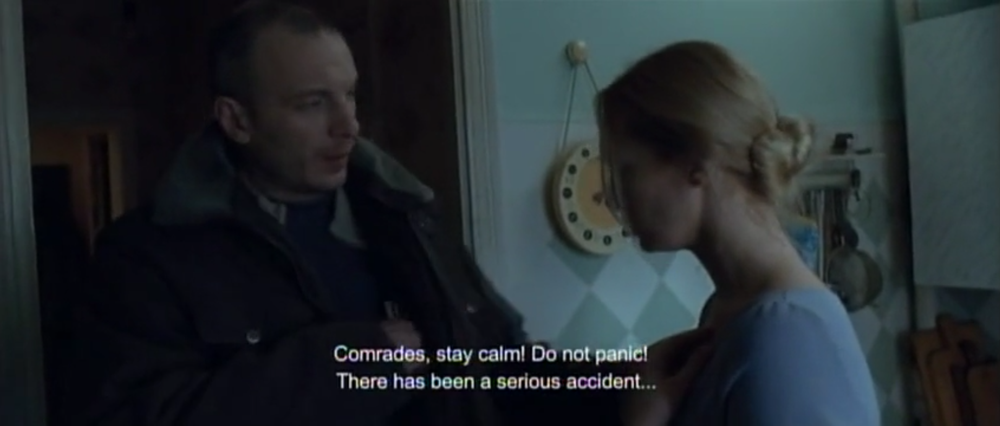 Comrades, stay calm! Do not panic!
There has been a serious accident...